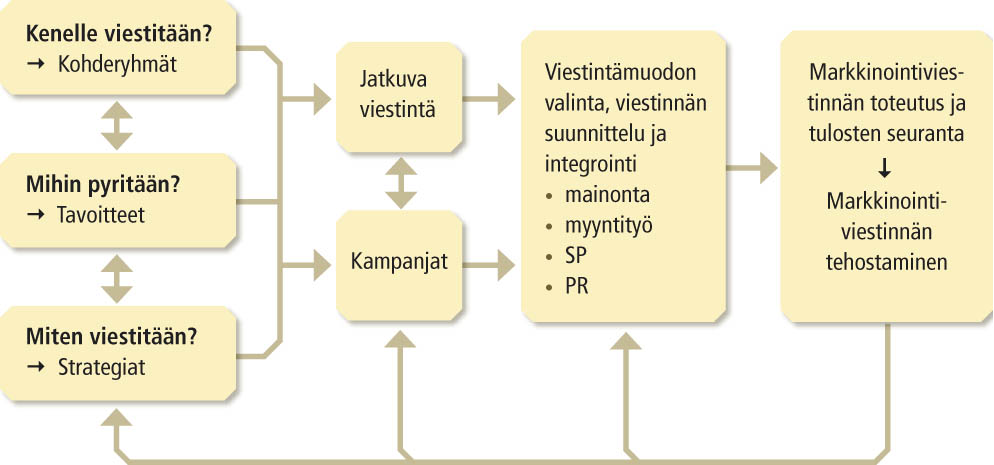 Kenelle viestitään?
→ Kohderyhmät
Mihin pyritään?
→ Tavoitteet
Miten viestitään?
→ Strategiat
Jatkuva
viestintä
Kampanjat
Viestintämuodon
valinta, viestinnän
suunnittelu ja
integrointi
• mainonta
• myyntityö
• SP
• PR
Markkinointivies-
tinnän toteutus ja
tulosten seuranta
↓
Markkinointi-
viestinnän
tehostaminen